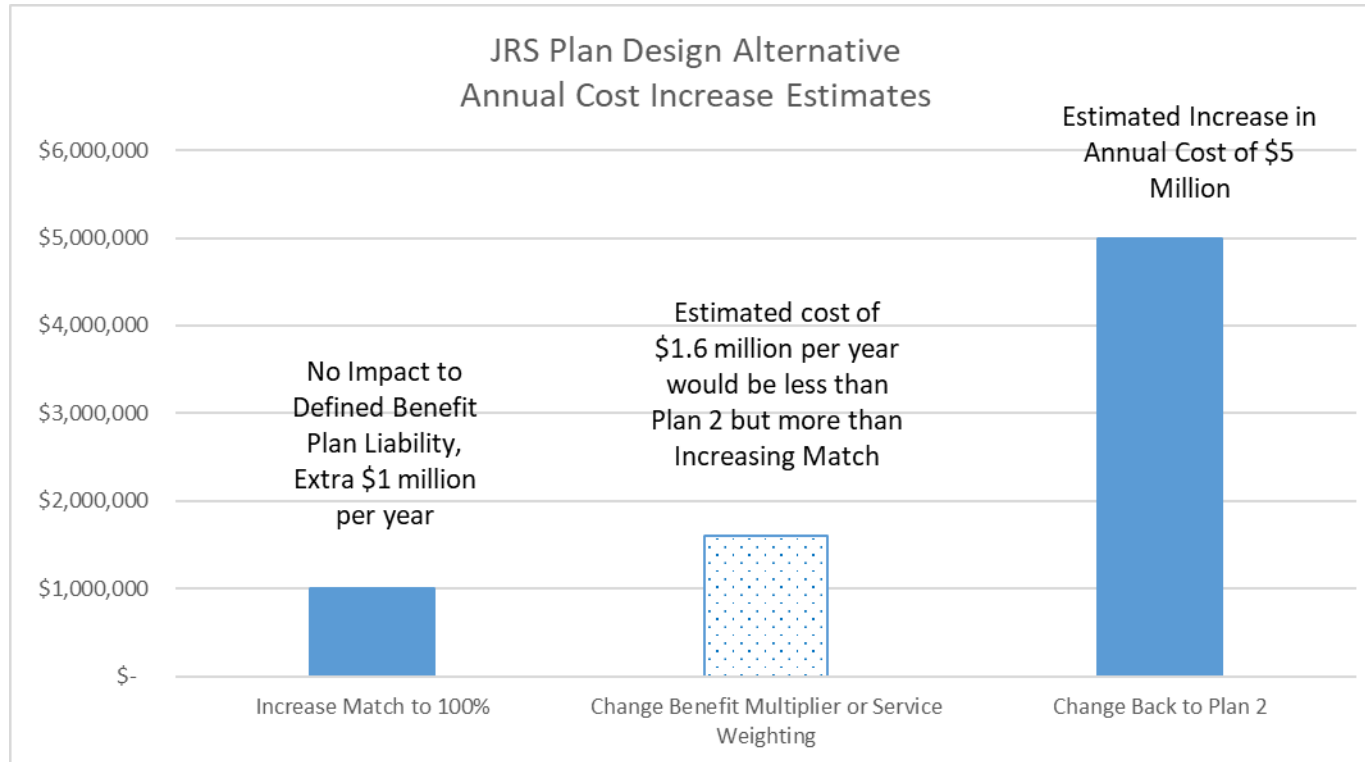 JRS Plan Design Alternative
Annual Cost Increase Estimates
Estimated Increase in
Annual Cost of $5
Million
$6,000,000
$5,000,000
$4,000,000
$3,000,000
$2,000,000
$1,000,000
$-
Estimated cost of
$1.6 million per year
would be less than
Plan 2 but more than
Increasing Match
No Impact to
Defined Benefit
Plan Liability,
Extra $1 million
per year
Increase Match to 100%
Change Benefit Multiplier or Service
Weighting
Change Back to Plan 2